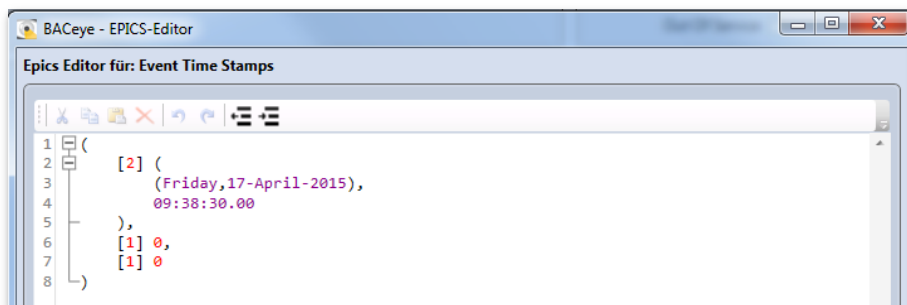 BACeye - EPICS-Editor
Epics Editor für: Event Time Stamps
1 (
2 [2] (
3 (Friday,17-April-2015),
4 09:38:30.00
5 ),
6 [1] 0,
7 [1] 0
8 )